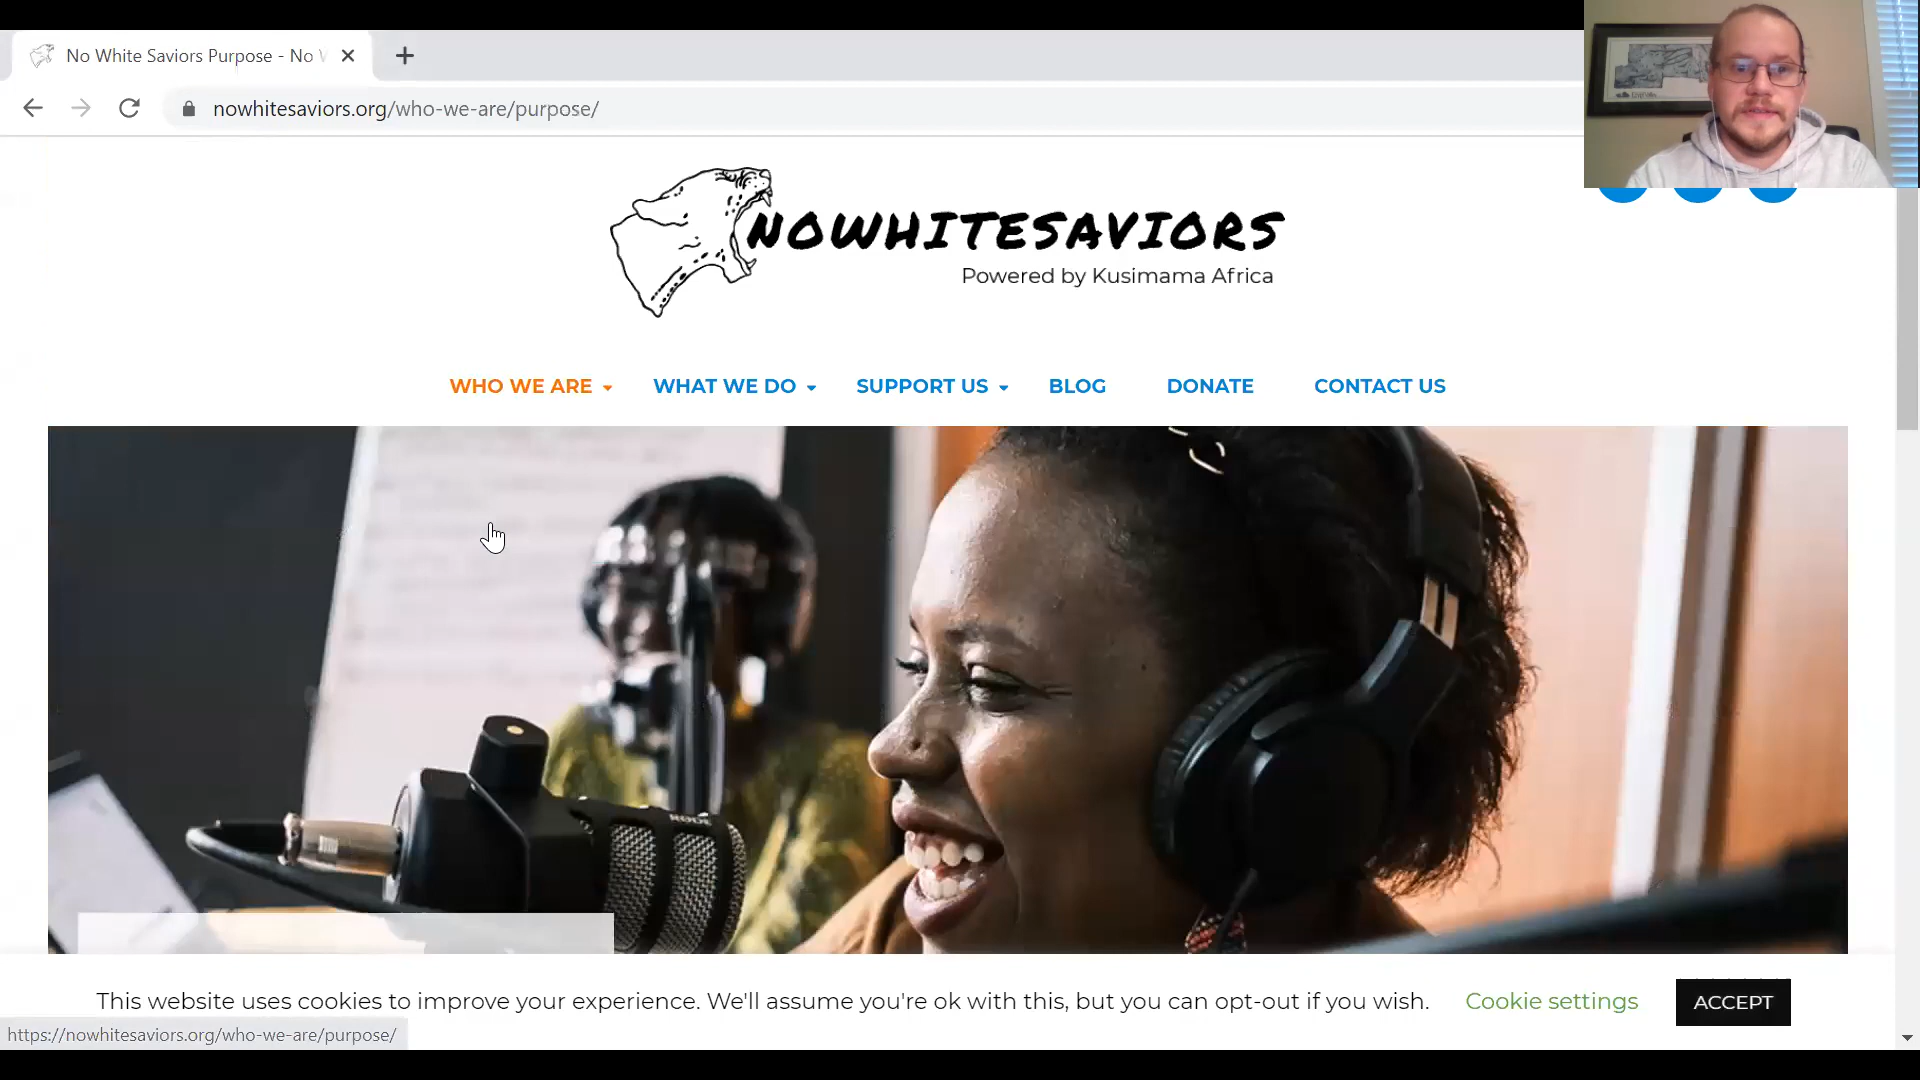 No White Saviors Purpose - No W
nowhitesaviors.org/who-we-are/purpose/
NOWHITESAVIORS
Powered by Kusimama Africa
WHO WE ARE
WHAT WE DO
SUPPORT US
BLOG
DONATE
CONTACT US
RODE
This website uses cookies to improve your experience. We'll assume you're ok with this, but you can opt-out if you wish.
Cookie settings
ACCEPT
https://nowhitesaviors.org/who-we-are/purpose/